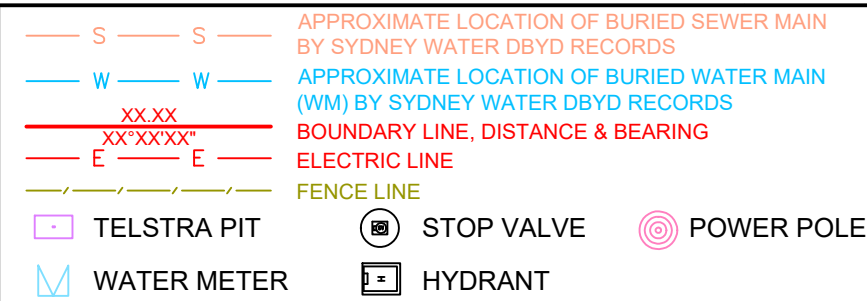 S S APPROXIMATE LOCATION OF BURIED SEWER MAIN
BY SYDNEY WATER DBYD RECORDS
W W APPROXIMATE LOCATION OF BURIED WATER MAIN
(WM) BY SYDNEY WATER DBYD RECORDS
XX.XX
XX°XX'XX" BOUNDARY LINE, DISTANCE & BEARING
E E ELECTRIC LINE
FENCE LINE
TELSTRA PIT STOP VALVE POWER POLE
WATER METER HYDRANT